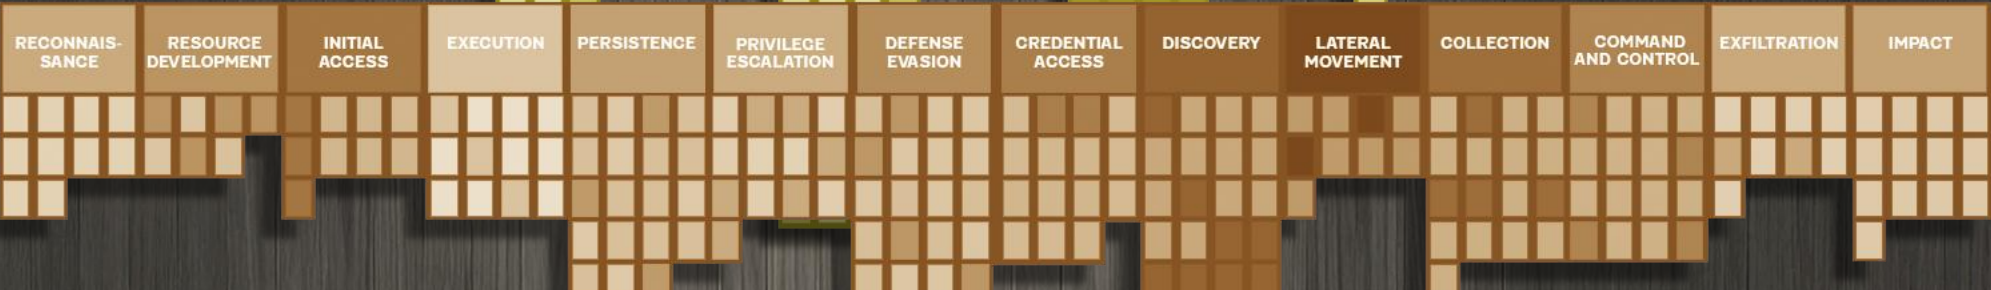 RECONNAIS-
SANCE
RESOURCE
DEVELOPMENT
INITIAL
ACCESS
EXECUTION
PERSISTENCE
PRIVILEGE
ESCALATION
DEFENSE
EVASION
CREDENTIAL
ACCESS
DISCOVERY
LATERAL
MOVEMENT
COLLECTION
COMMAND
AND CONTROL
EXFILTRATION
IMPACT